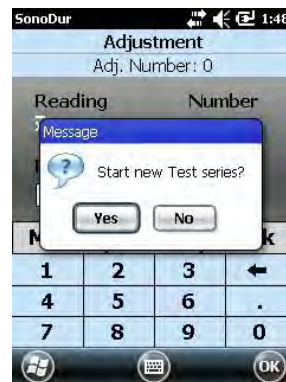 SonoDur 1:48
Adjustment
Adj. Number: 0
Reading Number
Message
Start new Test series?
Yes No
1 2 3
4 5 6 .
7 8 9 0
OK